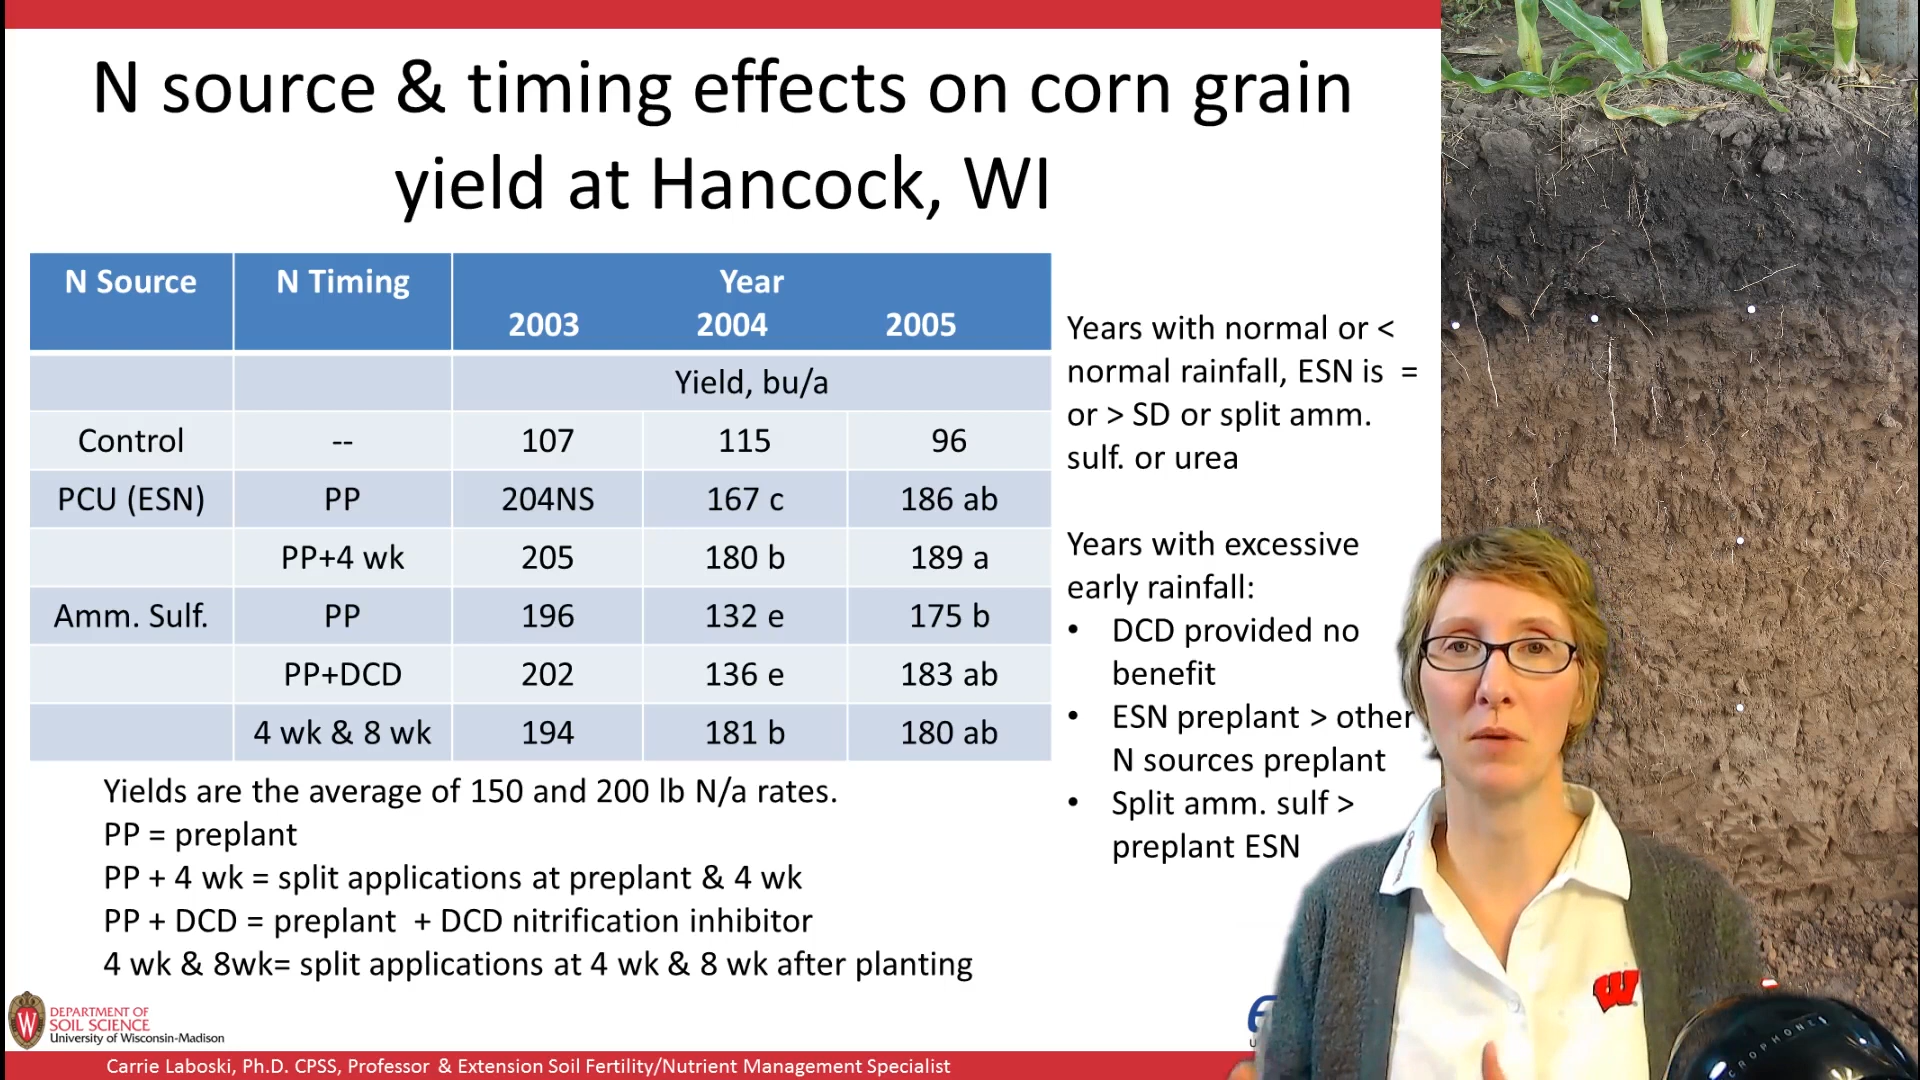 N source & timing effects on corn grain
yield at Hancock, WI
N Source N Timing Year
2003 2004 2005
Yield, bu/a
Control -- 107 115 96
PCU (ESN) PP 204NS 167 c 186 ab
PP+4 wk 205 180 b 189 a
Amm. Sulf. PP 196 132 e 175 b
PP+DCD 202 136 e 183 ab
4 wk & 8 wk 194 181 b 180 ab
Yields are the average of 150 and 200 lb N/a rates.
PP = preplant
PP + 4 wk = split applications at preplant & 4 wk
PP + DCD = preplant + DCD nitrification inhibitor
4 wk & 8wk= split applications at 4 wk & 8 wk after planting
Years with normal or <
normal rainfall, ESN is =
or > SD or split amm.
sulf. or urea
Years with excessive
early rainfall:
• DCD provided no
benefit
• ESN preplant > other
N sources preplant
• Split amm. sulf >
preplant ESN
W
DEPARTMENT OF
SOIL SCIENCE
University of Wisconsin-Madison
Carrie Laboski, Ph.D. CPSS, Professor & Extension Soil Fertility/Nutrient Management Specialist
W